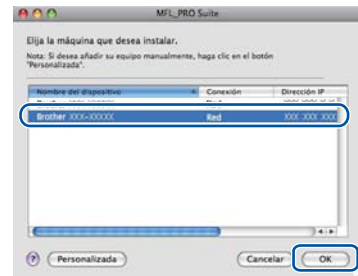 MFL_PRO Suite
Elija la máquina que desea instalar.
Nota: Si desea añadir su equipo manualmente, haga clic en el botón
"Personalizada".
Nombre del dispositivo Conexión Dirección IP
Brother XXX-XXXXX Red XXX .XXX .XXX
? Personalizada Cancelar OK